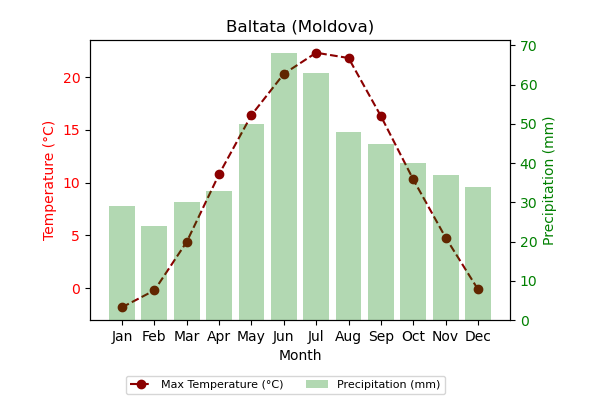 Baltata (Moldova)
Temperature (°C)
20
15
10
5
0
70
60
50
40
30
20
10
0
Precipitation (mm)
Jan Feb Mar Apr May Jun Jul Aug Sep Oct Nov Dec
Month
Max Temperature (°C) Precipitation (mm)